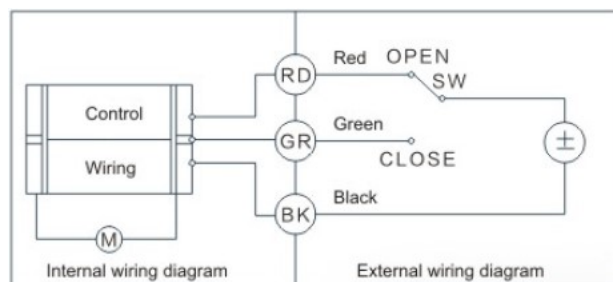 Red
OPEN
RD
SW
Control
Green
GR
±
CLOSE
Wiring
Black
BK
M
Internal wiring diagram
External wiring diagram